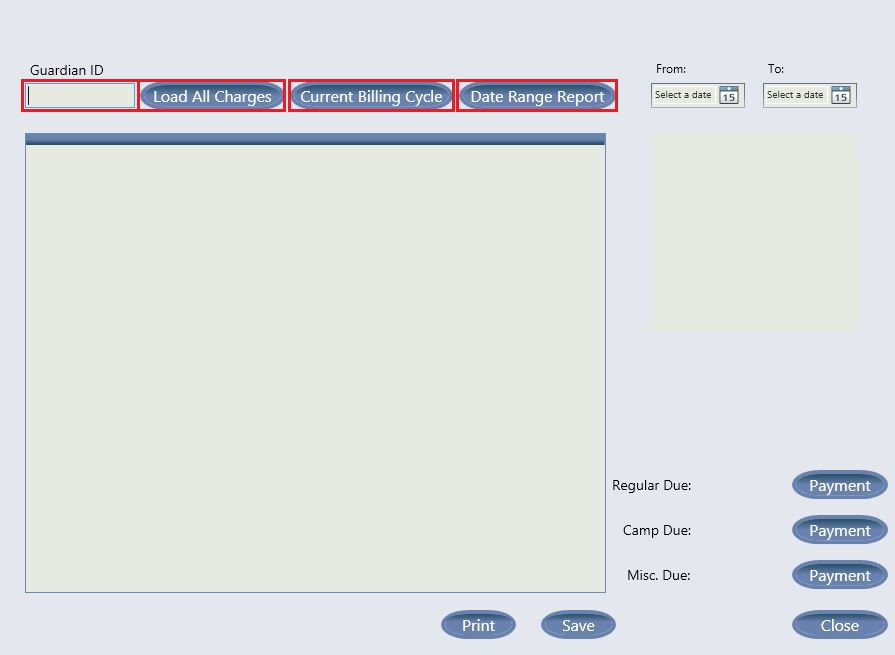 Guardian ID
From: To:
Load All Charges Current Billing Cycle Date Range Report Select a date 15 Select a date 15
Regular Due: Payment
Camp Due: Payment
Misc. Due: Payment
Print Save Close